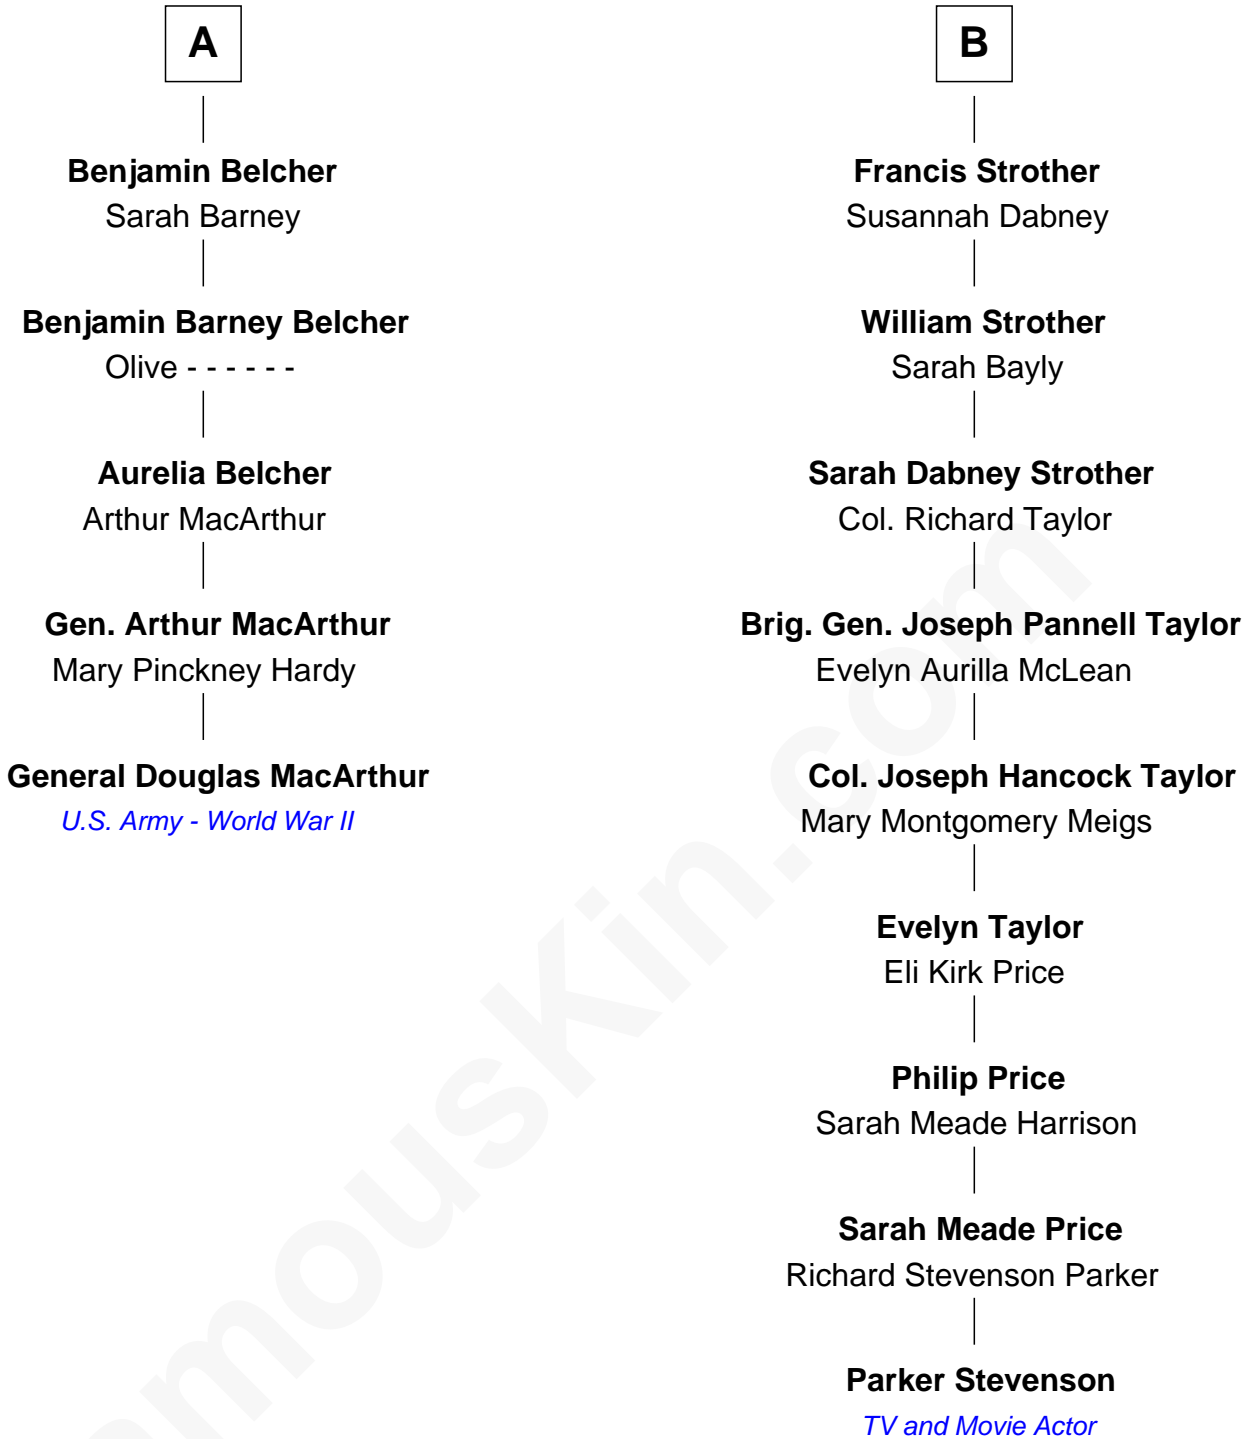 A
Benjamin Belcher
Sarah Barney
Benjamin Barney Belcher
Olive - - - - - -
Aurelia Belcher
Arthur MacArthur
Gen. Arthur MacArthur
Mary Pinckney Hardy
General Douglas MacArthur
U.S. Army - World War II
B
Francis Strother
Susannah Dabney
William Strother
Sarah Bayly
Sarah Dabney Strother
Col. Richard Taylor
Brig. Gen. Joseph Pannell Taylor
Evelyn Aurilla McLean
Col. Joseph Hancock Taylor
Mary Montgomery Meigs
Evelyn Taylor
Eli Kirk Price
Philip Price
Sarah Meade Harrison
Sarah Meade Price
Richard Stevenson Parker
Parker Stevenson
TV and Movie Actor
amousKin.com